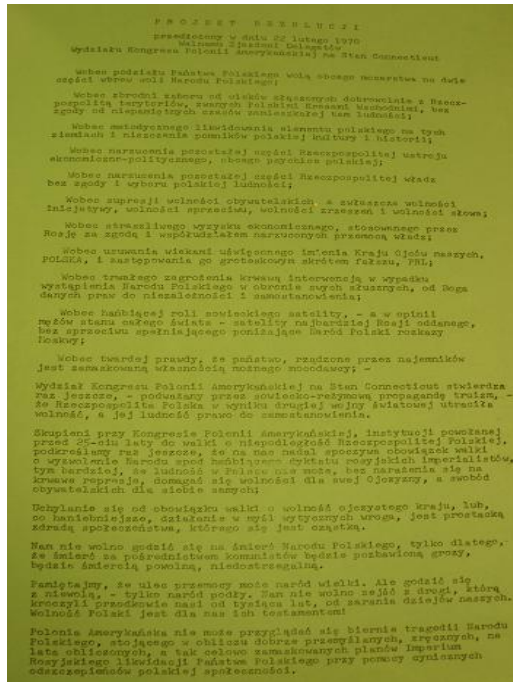 PROJEKT REZOLUCJI
przedłożony w dniu 22 lutego 1970
Walnemu Zjazdowi Delegatów
Wydziału Kongresu Polonii Amerykańskiej na Stan Connecticut
Wobec podziału Państwa Polskiego wolą obcego mocarstwa na dwie
części wbrew woli Narodu Polskiego;
Wobec zbrodni zaboru od wieków złączonych dobrowolnie z Rzecz-
pospolitą terytoriów, zwanych Polskimi Kresami Wschodnimi, bez
zgody od niepamiętnych czasów zamieszkałej tam ludności;
Wobec metodycznego likwidowania elementu polskiego na tych
ziemiach i niszczenia pomników polskiej kultury i historii;
Wobec narzucenia pozostałej części Rzeczpospolitej ustroju
ekonomiczno-politycznego, obcego psychice polskiej;
Wobec narzucenia pozostałej części Rzeczpospolitej władz
bez zgody i wyboru polskiej ludności;
Wobec supresji wolności obywatelskich, a zwłaszcza wolności
inicjatywy, wolności sprzeciwu, wolności zrzeszeń i wolności słowa;
Wobec straszliwego wyzysku ekonomicznego, stosowanego przez
Rosję za zgodą i współudziałem narzuconych przemocą władz;
Wobec usuwania wiekami uświęconego imienia Kraju Ojców naszych,
POLSKA, i zastępowania go groteskowym skrótem fałszu, PRL;
Wobec trwałego zagrożenia krwawą interwencją w wypadku
wystąpienia Narodu Polskiego w obronie swych słusznych, od Boga
danych praw do niezależności i samostanowienia;
Wobec hańbiącej roli sowieckiego satelity, - a w opinii
mężów stanu całego świata - satelity najbardziej Rosji oddanego,
bez sprzeciwu spełniającego poniżające Naród Polski rozkazy
Moskwy;
Wobec twardej prawdy, że państwo, rządzone przez najemników
jest zamaskowaną własnością możnego mocodawcy; -
Wydział Kongresu Polonii Amerykańskiej na Stan Connecticut stwierdza
raz jeszcze, - podważany przez sowiecko-reżymową propagandę truizm, -
że Rzeczpospolita Polska w wyniku drugiej wojny światowej utraciła
wolność, a jej ludność prawo do samostanowienia.
Skupieni przy Kongresie Polonii Amerykańskiej, instytucji powołanej
przed 25-ciu laty do walki o niepodległość Rzeczpospolitej Polskiej,
podkreślamy raz jeszcze, że na nas nadal spoczywa obowiązek walki
o wyzwolenie Narodu spod hańbiącego dyktatu rosyjskich imperialistów,
tym bardziej, że ludność w Polsce nie może, bez narażenia się na
krwawe represje, domagać się wolności dla swej Ojczyzny, a swobód
obywatelskich dla siebie samych;
Uchylanie się od obowiązku walki o wolność ojczystego kraju, lub,
co haniebniejsze, działanie w myśl wytycznych wroga, jest prostacką
zdradą społeczeństwa, którego się jest cząstką.
Nam nie wolno godzić się na śmierć Narodu Polskiego, tylko dlatego,
że śmierć za pośrednictwem komunistów będzie pozbawioną grozy,
będzie śmiercią powolną, niedostrzegalną.
Pamiętajmy, że ulec przemocy może naród wielki. Ale godzić się
z niewolą, - tylko naród podły. Nam nie wolno zejść z drogi, którą
kroczyli przodkowie nasi od tysiąca lat, od zarania dziejów naszych.
Wolność Polski jest dla nas ich testamentem!
Polonia Amerykańska nie może przyglądać się biernie tragedii Narodu
Polskiego, stojącego w obliczu dobrze przemyślanych, zręcznych, na
lata obliczonych, a tak celowo zamaskowanych planów Imperium
Rosyjskiego likwidacji Państwa Polskiego przy pomocy cynicznych
odszczepieńców polskiej społeczności.